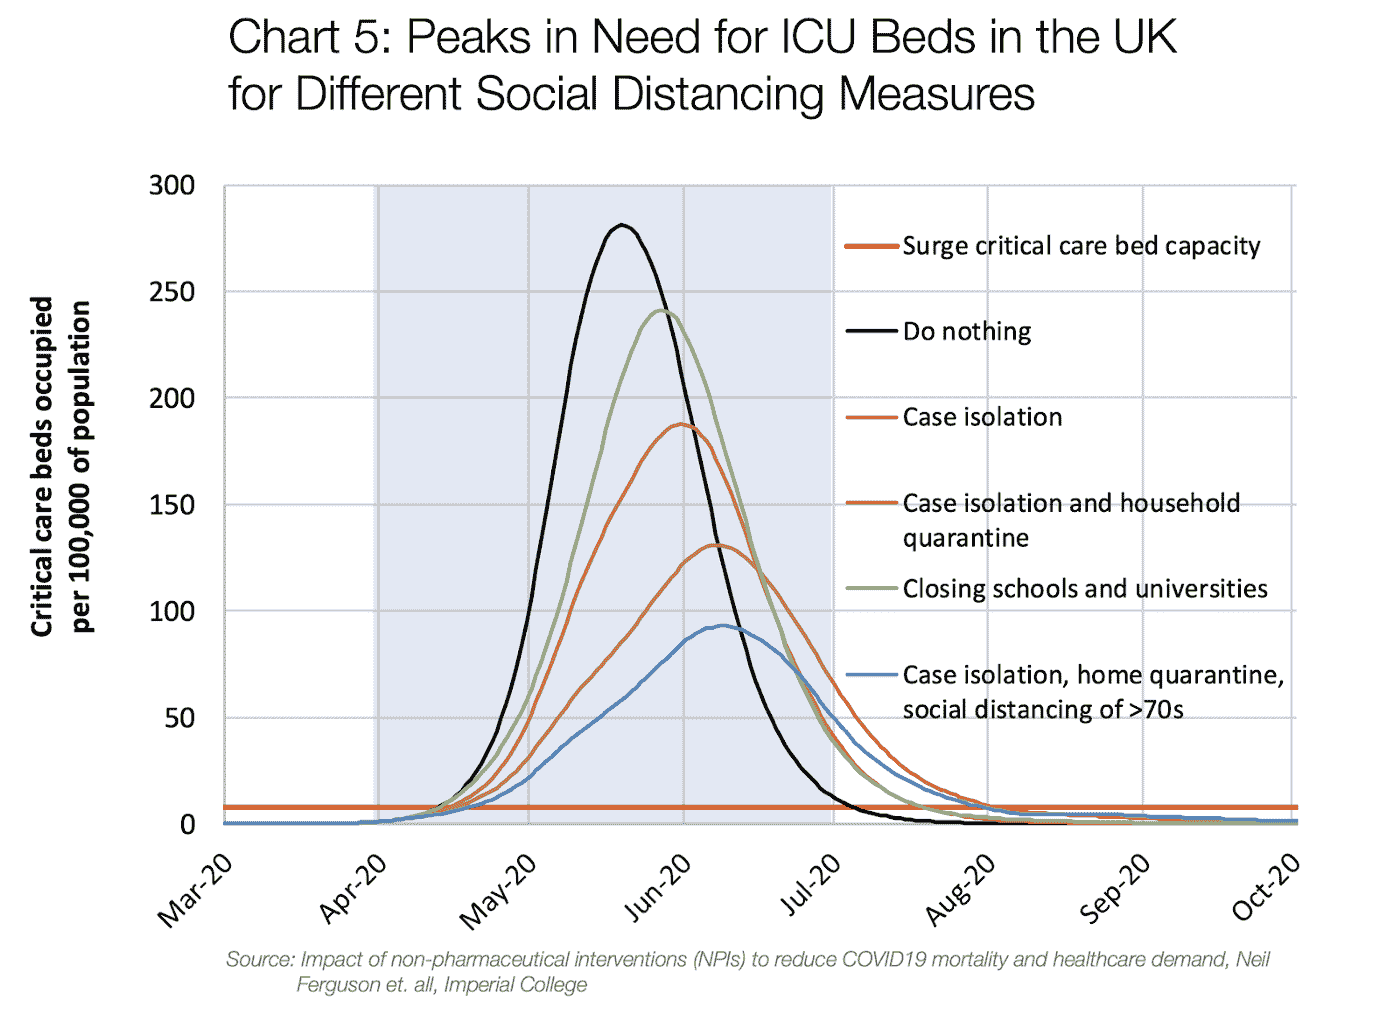 Chart 5: Peaks in Need for ICU Beds in the UK
for Different Social Distancing Measures
Critical care beds occupied
per 100,000 of population
300
250
200
150
100
50
0
Surge critical care bed capacity
Do nothing
Case isolation
Case isolation and household
quarantine
Closing schools and universities
Case isolation, home quarantine,
social distancing of >70s
Mar-20
Apr-20
May-20
Jun-20
Jul-20
Aug-20
Sep-20
Oct-20
Source: Impact of non-pharmaceutical interventions (NPIs) to reduce COVID19 mortality and healthcare demand, Neil
Ferguson et. all, Imperial College